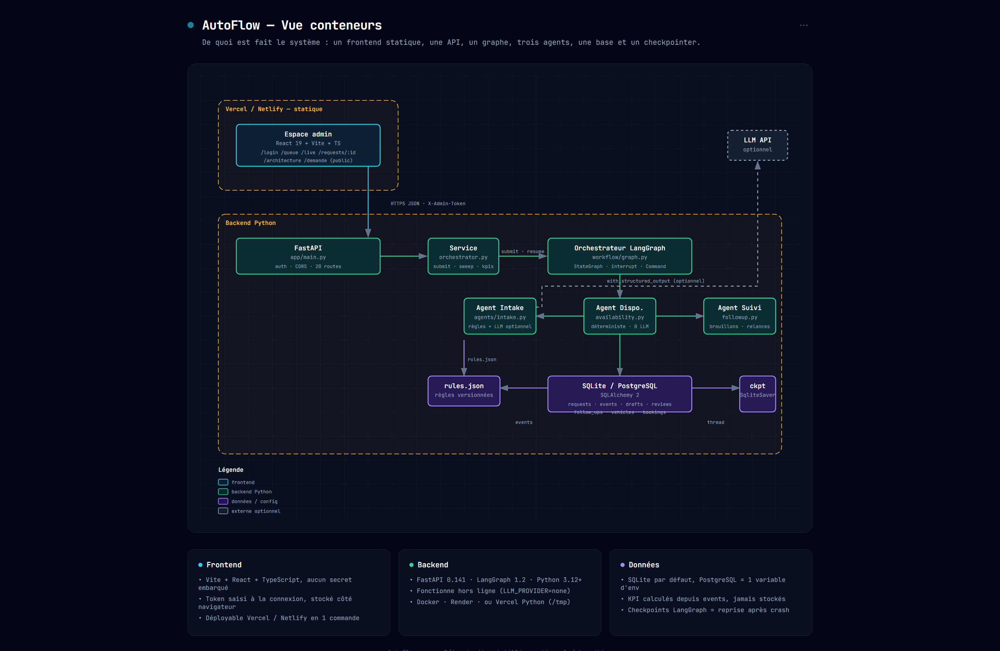 AutoFlow — Vue conteneurs
...
De quoi est fait le système : un frontend statique, une API, un graphe, trois agents, une base et un checkpointer.
Vercel / Netlify — statique
Espace admin
React 19 + Vite + TS
/login /queue /live /requests/:id
/architecture /demande (public)
LLM API
optionnel
HTTPS JSON · X-Admin-Token
Backend Python
FastAPI
app/main.py
auth · CORS · 20 routes
Service
orchestrator.py
submit · sweep · kpis
submit · resume
Orchestrateur LangGraph
workflow/graph.py
StateGraph · interrupt · Command
with_structured_output (optionnel)
Agent Intake
agents/intake.py
règles + LLM optionnel
Agent Dispo.
availability.py
déterministe · 0 LLM
Agent Suivi
followup.py
brouillons · relances
rules.json
rules.json
règles versionnées
SQLite / PostgreSQL
SQLAlchemy 2
requests · events · drafts · reviews
follow_ups · vehicles · bookings
ckpt
SqliteSaver
events
thread
Légende
frontend
backend Python
données / config
externe optionnel
Frontend
• Vite + React + TypeScript, aucun secret
embarqué
• Token saisi à la connexion, stocké côté
navigateur
• Déployable Vercel / Netlify en 1 commande
Backend
• FastAPI 0.141 · LangGraph 1.2 · Python 3.12+
• Fonctionne hors ligne (LLM_PROVIDER=none)
• Docker · Render · ou Vercel Python (/tmp)
Données
• SQLite par défaut, PostgreSQL = 1 variable
d'env
• KPI calculés depuis events, jamais stockés
• Checkpoints LangGraph = reprise après crash